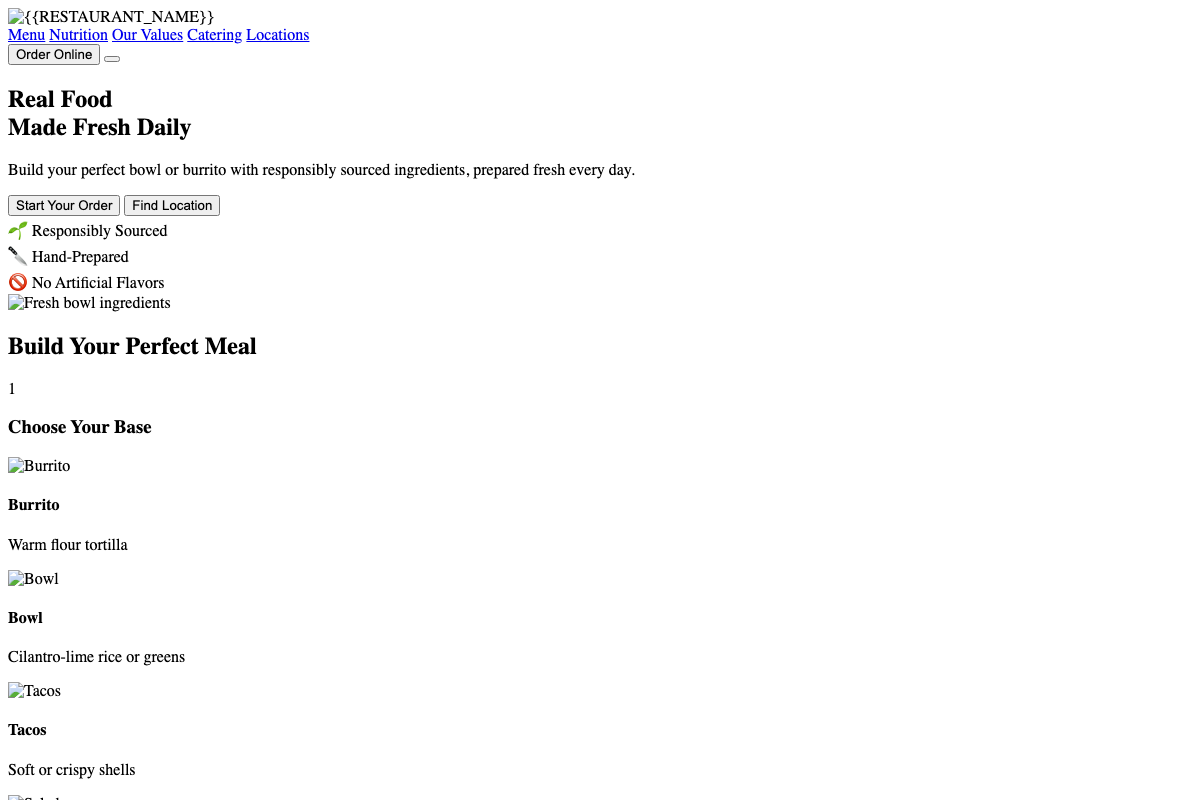 {{RESTAURANT_NAME}}
Menu Nutrition Our Values Catering Locations
Order Online
Real Food
Made Fresh Daily
Build your perfect bowl or burrito with responsibly sourced ingredients, prepared fresh every day.
Start Your Order Find Location
🌱 Responsibly Sourced
🔪 Hand-Prepared
🚫 No Artificial Flavors
Fresh bowl ingredients
Build Your Perfect Meal
1
Choose Your Base
Burrito
Burrito
Warm flour tortilla
Bowl
Bowl
Cilantro-lime rice or greens
Tacos
Tacos
Soft or crispy shells